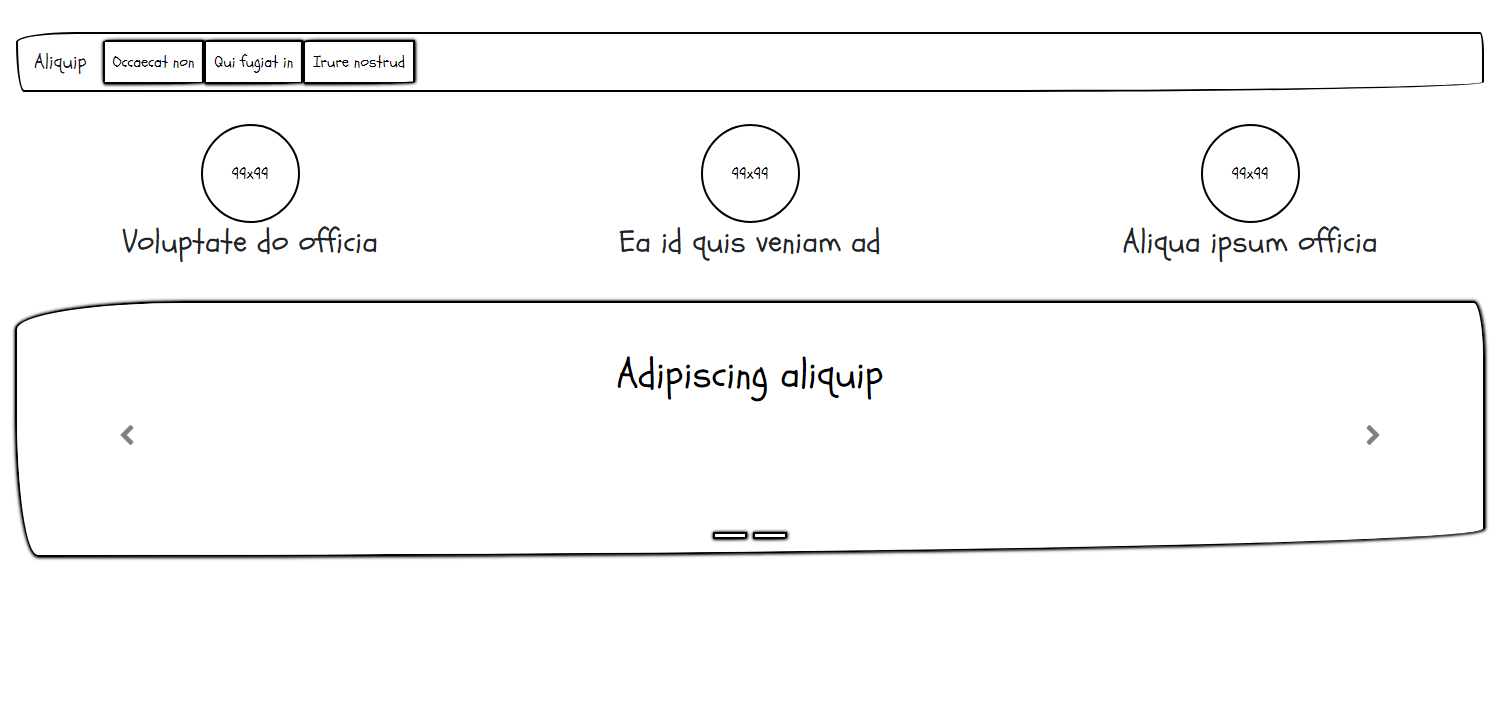 Aliquip Occaecat non Qui fugiat in Irure nostrud
99x99 99x99 99x99
Voluptate do officia Ea id quis veniam ad Aliqua ipsum officia
Adipiscing aliquip